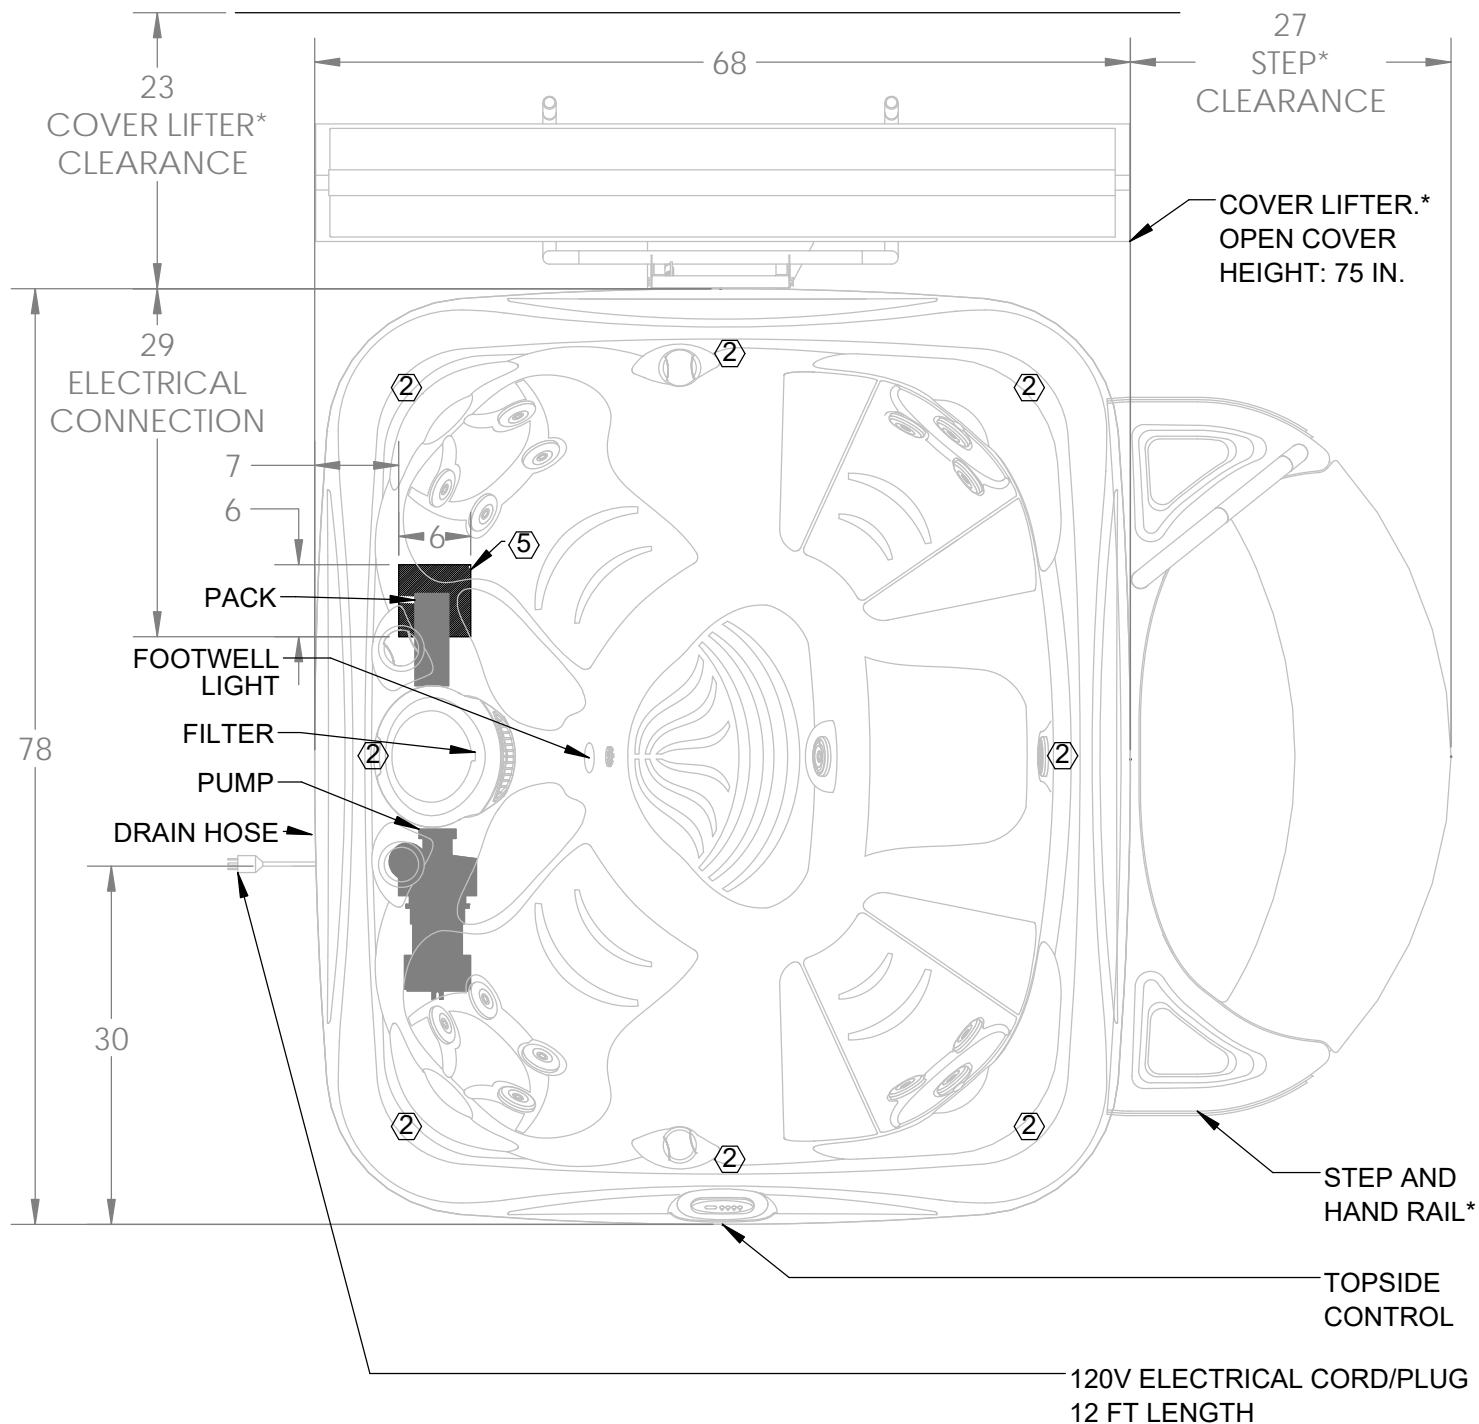 27
STEP*
CLEARANCE
68
23
COVER LIFTER*
CLEARANCE
COVER LIFTER.*
OPEN COVER
HEIGHT: 75 IN.
29
ELECTRICAL
CONNECTION
2
2
2
7
6
6
5
PACK
FOOTWELL
LIGHT
FILTER
78
2
2
PUMP
DRAIN HOSE
30
2
2
2
STEP AND
HAND RAIL*
TOPSIDE
CONTROL
120V ELECTRICAL CORD/PLUG
12 FT LENGTH